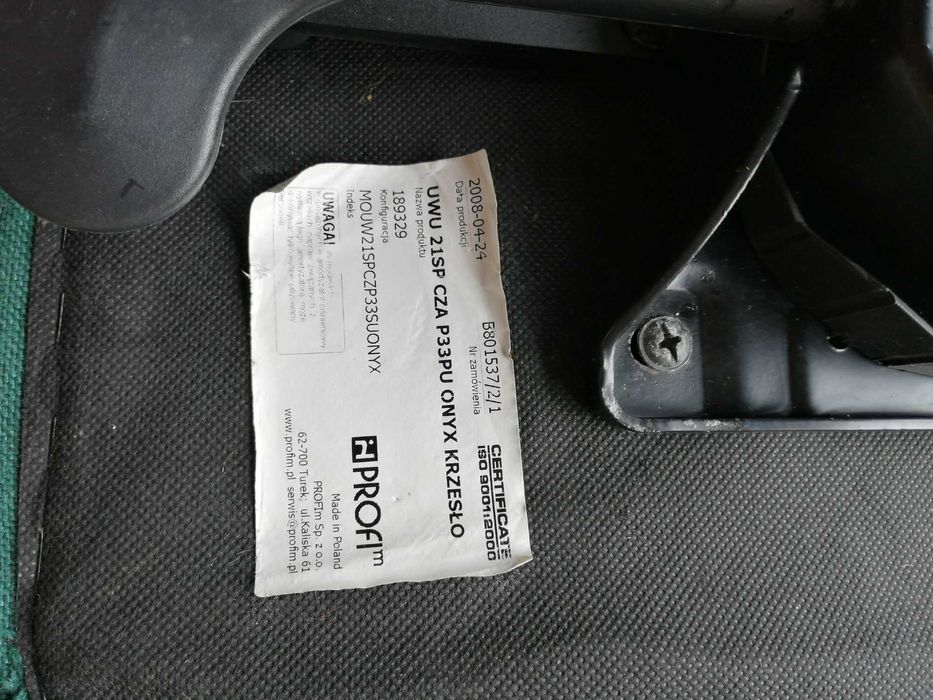 2008-04-24
Data produkcji
B801537/2/1
Nr zamówienia
CERTIFICATE
ISO 9001:2000
UWU 21SP CZA P33PU ONYX KRZESŁO
Nazwa produktu
189329
Konfiguracja
MOUW21SPCZP33SUONYX
Indeks
UWAGA!
PROFIm
Made in Poland
PROFIm Sp. z o.o.
62-700 Turek; ul.Kaliska 61
www.profim.pl serwis@profim.pl